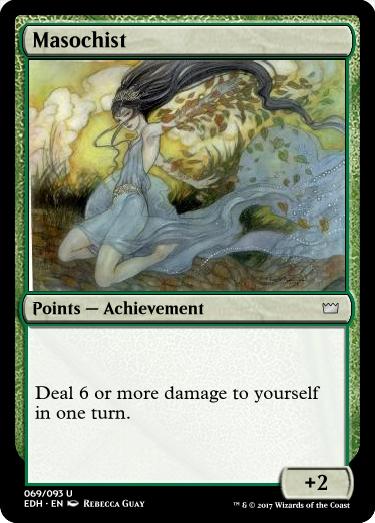 Masochist
Points — Achievement
Deal 6 or more damage to yourself
in one turn.
+2
069/093 U
EDH · EN Rebecca Guay
™ & © 2017 Wizards of the Coast